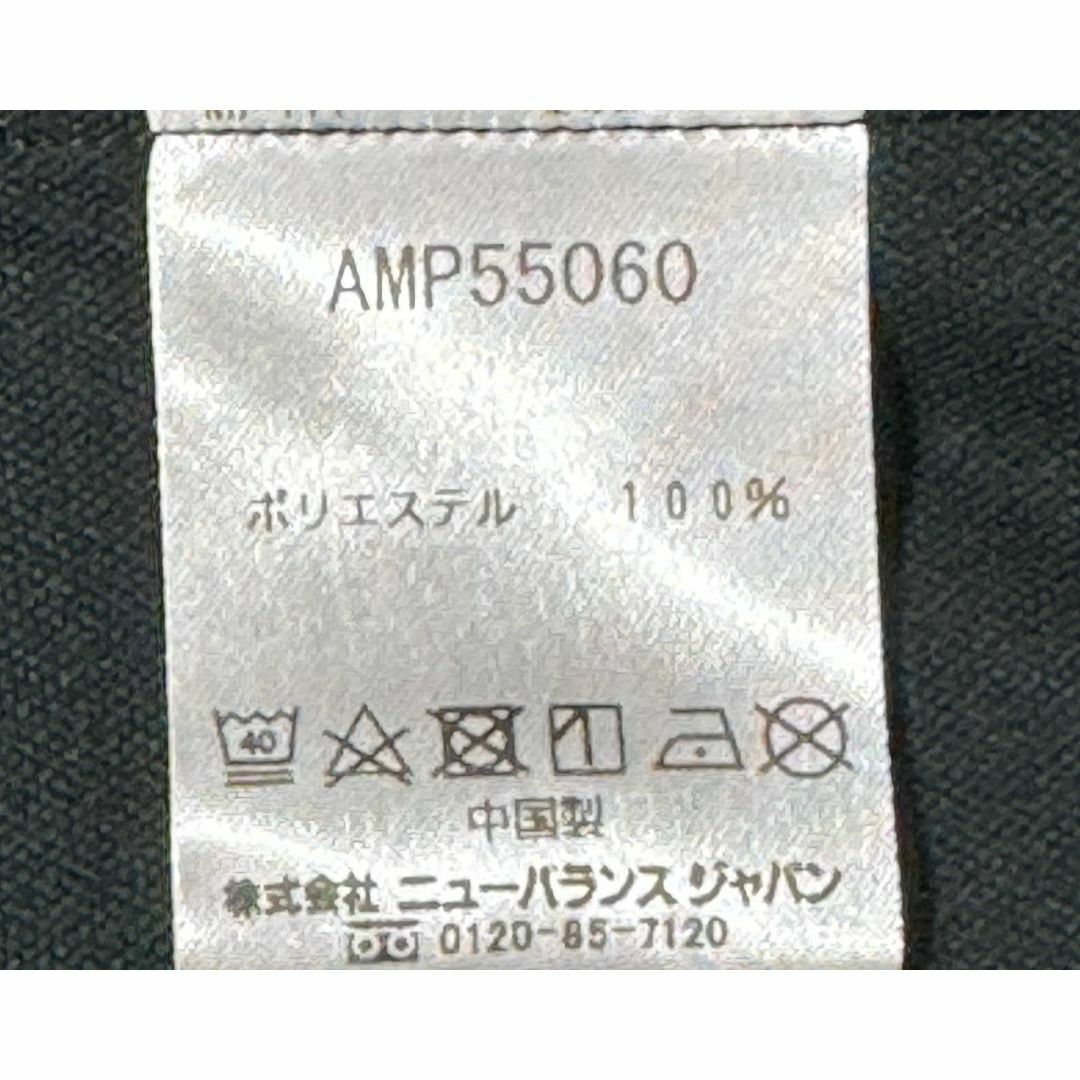 AMP55060
ポリエステル 100%
40
中国製
株式会社 ニューバランス ジャパン
0120-85-7120